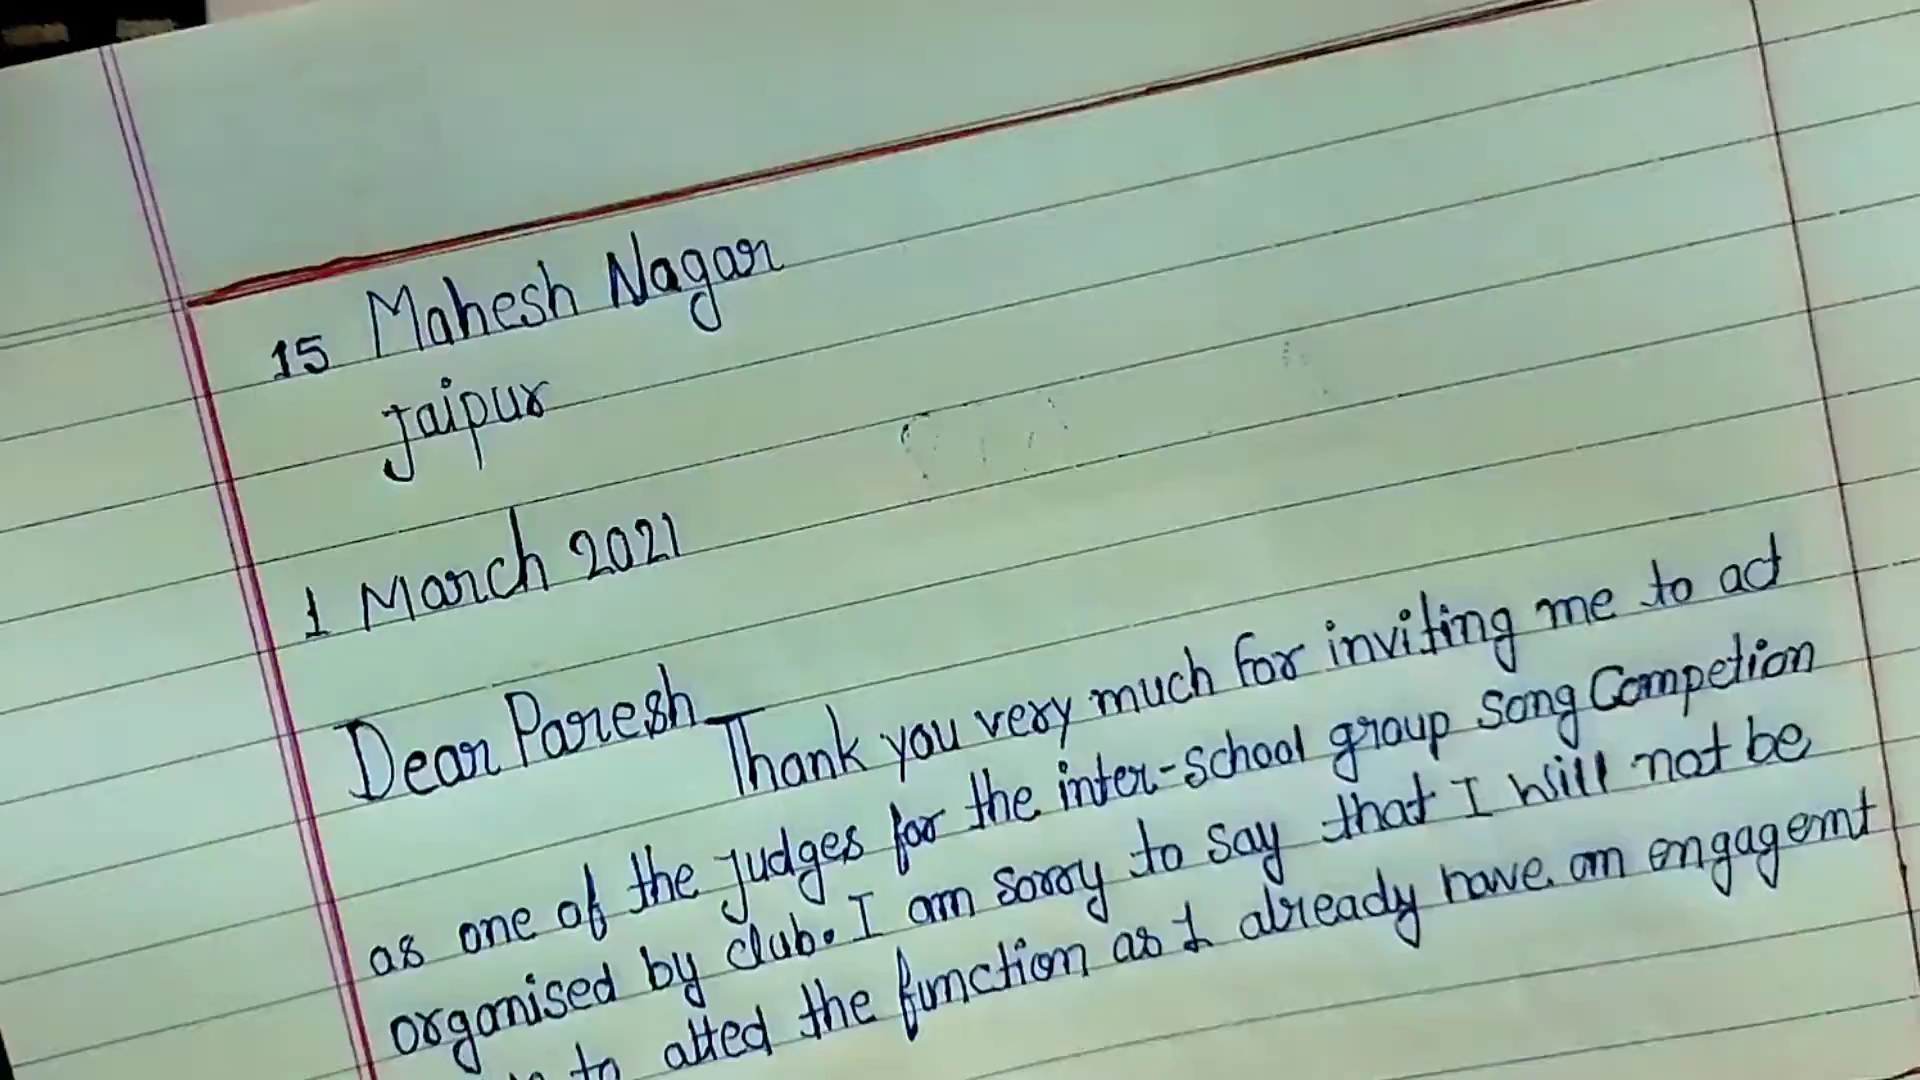 15 Mahesh Nagar
Jaipur
1 March 2021
Dear Paresh
Thank you very much for inviting me to act
as one of the judges for the inter-school group song Competion
organised by club. I am sorry to say that I will not be
to atted the function as I already have an engagemt